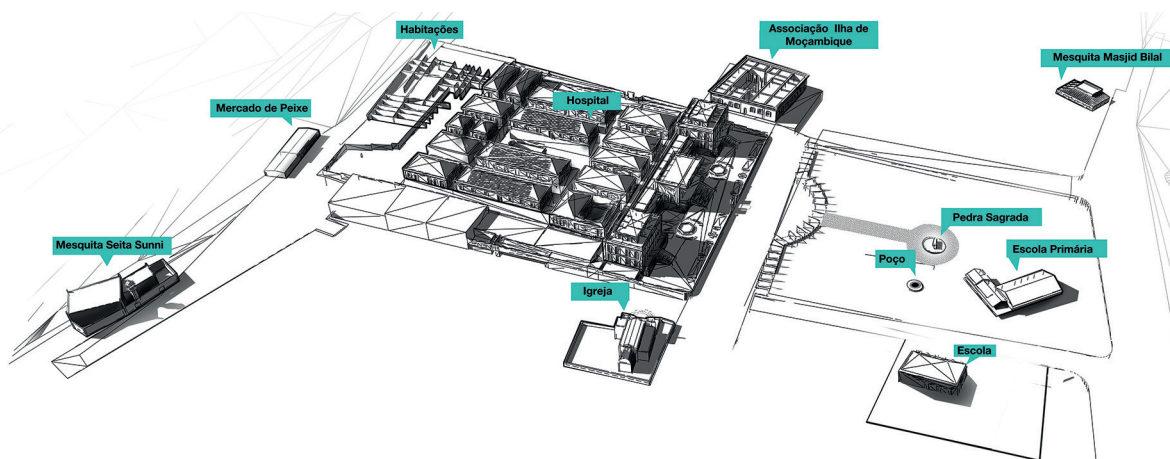 Habitações
Associação Ilha de
Moçambique
Mesquita Masjid Bilal
Mercado de Peixe
Hospital
Mesquita Seita Sunni
Pedra Sagrada
Escola Primária
Poço
Igreja
Escola